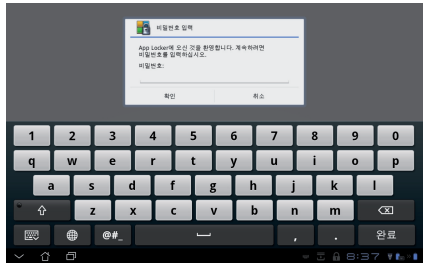 비밀번호 입력
App Locker에 오신 것을 환영합니다. 계속하려면
비밀번호를 입력하십시오.
비밀번호:
확인 취소
1 2 3 4 5 6 7 8 9 0
q w e r t y u i o p
a s d f g h j k l
z x c v b n m
@#_ , . 완료
8:37